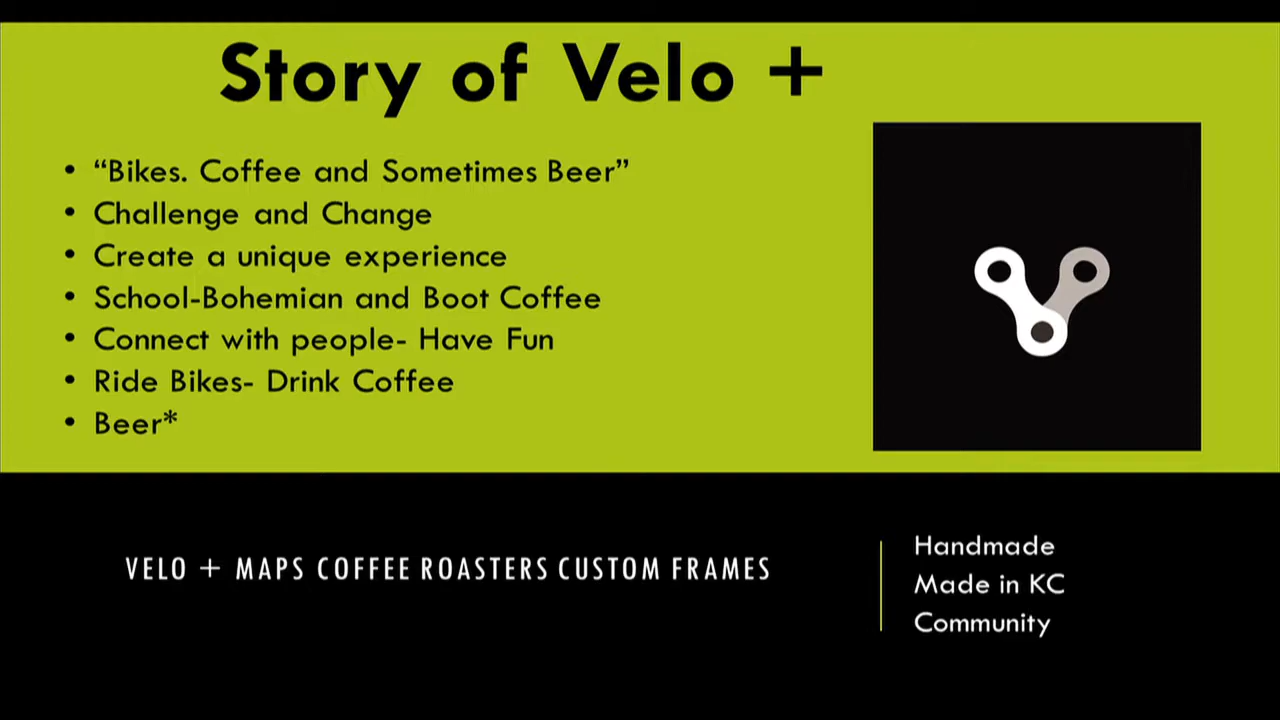 Story of Velo +
• “Bikes. Coffee and Sometimes Beer”
• Challenge and Change
• Create a unique experience
• School-Bohemian and Boot Coffee
• Connect with people- Have Fun
• Ride Bikes- Drink Coffee
• Beer*
VELO + MAPS COFFEE ROASTERS CUSTOM FRAMES
Handmade
Made in KC
Community